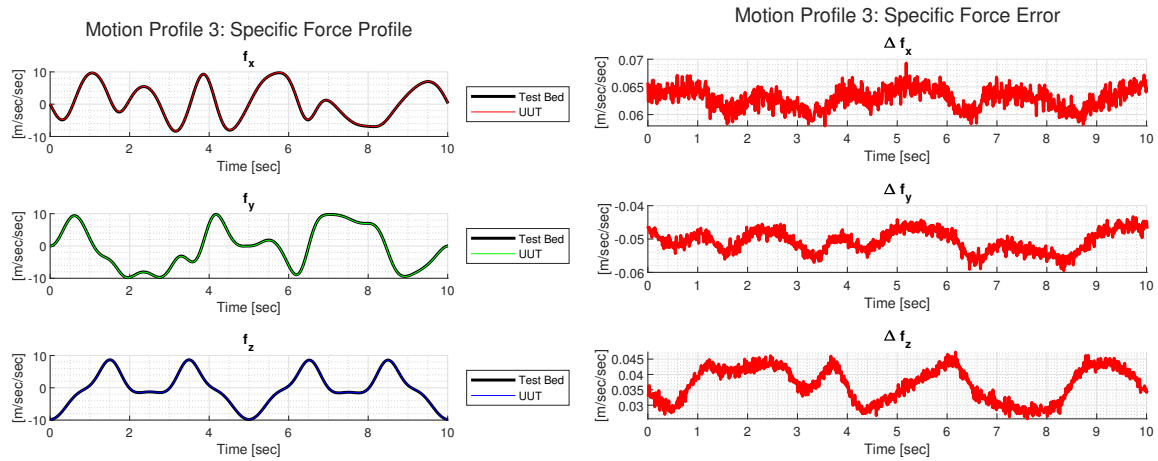 Motion Profile 3: Specific Force Profile
f_x
[m/sec/sec]
10
0
-10
0 2 4 6 8 10
Time [sec]
Test Bed
UUT
f_y
[m/sec/sec]
10
0
-10
0 2 4 6 8 10
Time [sec]
Test Bed
UUT
f_z
[m/sec/sec]
10
0
-10
0 2 4 6 8 10
Time [sec]
Test Bed
UUT
Motion Profile 3: Specific Force Error
Δ f_x
[m/sec/sec]
0.07
0.065
0.06
0 1 2 3 4 5 6 7 8 9 10
Time [sec]
Δ f_y
[m/sec/sec]
-0.04
-0.05
-0.06
0 1 2 3 4 5 6 7 8 9 10
Time [sec]
Δ f_z
[m/sec/sec]
0.045
0.04
0.035
0.03
0 1 2 3 4 5 6 7 8 9 10
Time [sec]